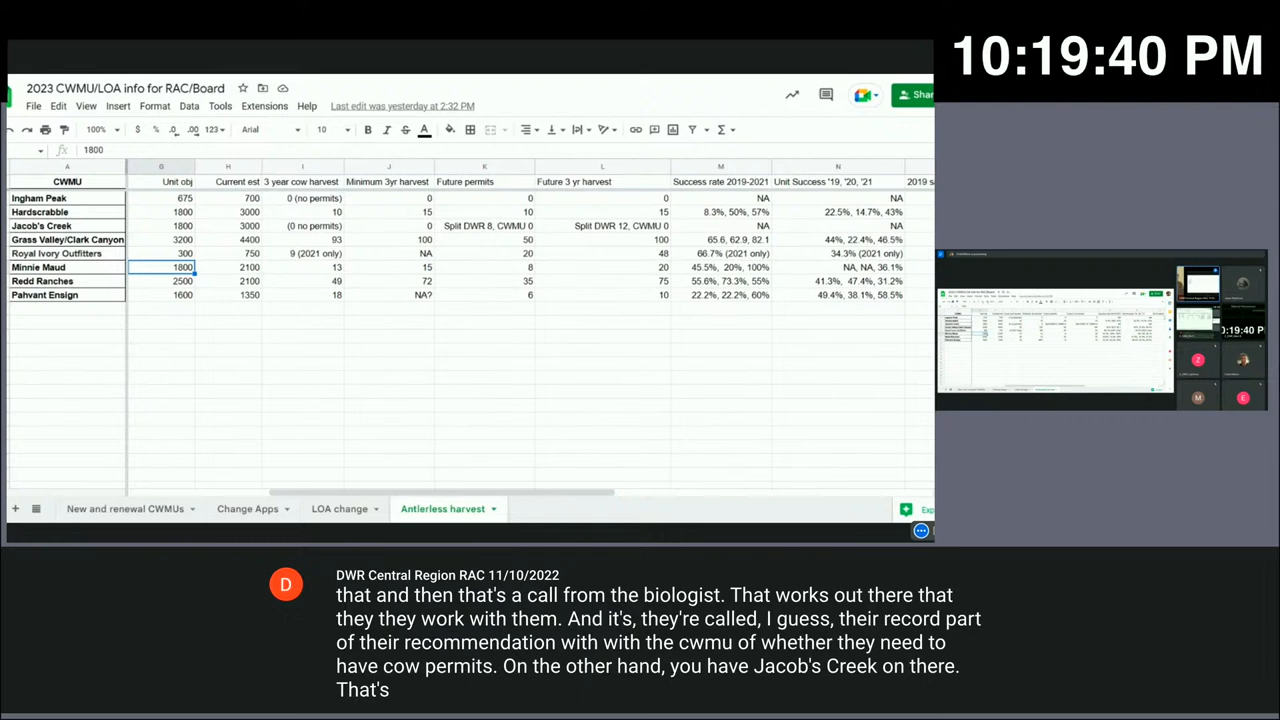 10:19:40 PM
2023 CWMU/LOA info for RAC/Board
File Edit View Insert Format Data Tools Extensions Help Last edit was yesterday at 2:32 PM
Shar
100% $ % .0 .00 123 Arial 10 B I S A
fx 1800
A G H I J K L M N
CWMU Unit obj Current est 3 year cow harvest Minimum 3yr harvest Future permits Future 3 yr harvest Success rate 2019-2021 Unit Success '19, '20, '21 2019 s
Ingham Peak 675 700 0 (no permits) 0 0 0 NA NA
Hardscrabble 1800 3000 10 15 10 15 8.3%, 50%, 57% 22.5%, 14.7%, 43%
Jacob's Creek 1800 3000 (0 no permits) 0 Split DWR 8, CWMU 0 Split DWR 12, CWMU 0 NA NA
Grass Valley/Clark Canyon 3200 4400 93 100 50 100 65.6, 62.9, 82.1 44%, 22.4%, 46.5%
Royal Ivory Outfitters 300 750 9 (2021 only) NA 20 48 66.7% (2021 only) 34.3% (2021 only)
Minnie Maud 1800 2100 13 15 8 20 45.5%, 20%, 100% NA, NA, 36.1%
Redd Ranches 2500 2100 49 72 35 75 55.6%, 73.3%, 55% 41.3%, 47.4%, 31.2%
Pahvant Ensign 1600 1350 18 NA? 6 10 22.2%, 22.2%, 60% 49.4%, 38.1%, 58.5%
New and renewal CWMUs Change Apps LOA change Antlerless harvest Exp
10:19:40 PM
Z
M E
D
DWR Central Region RAC 11/10/2022
that and then that's a call from the biologist. That works out there that
they they work with them. And it's, they're called, I guess, their record part
of their recommendation with with the cwmu of whether they need to
have cow permits. On the other hand, you have Jacob's Creek on there.
That's